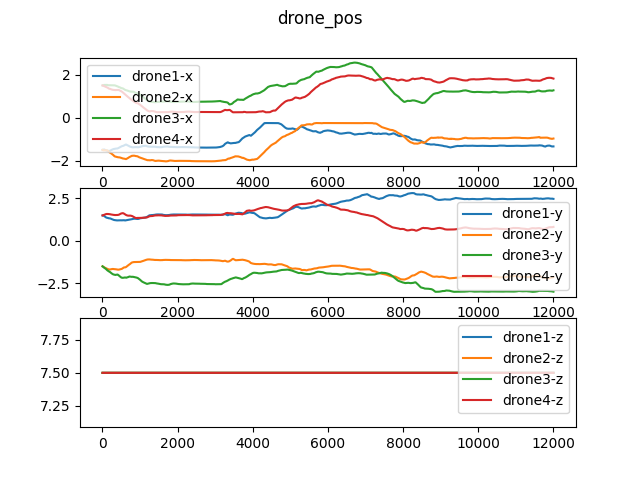 drone_pos
2
0
−2
drone1-x
drone2-x
drone3-x
drone4-x
0 2000 4000 6000 8000 10000 12000
2.5
0.0
−2.5
drone1-y
drone2-y
drone3-y
drone4-y
0 2000 4000 6000 8000 10000 12000
7.75
7.50
7.25
drone1-z
drone2-z
drone3-z
drone4-z
0 2000 4000 6000 8000 10000 12000